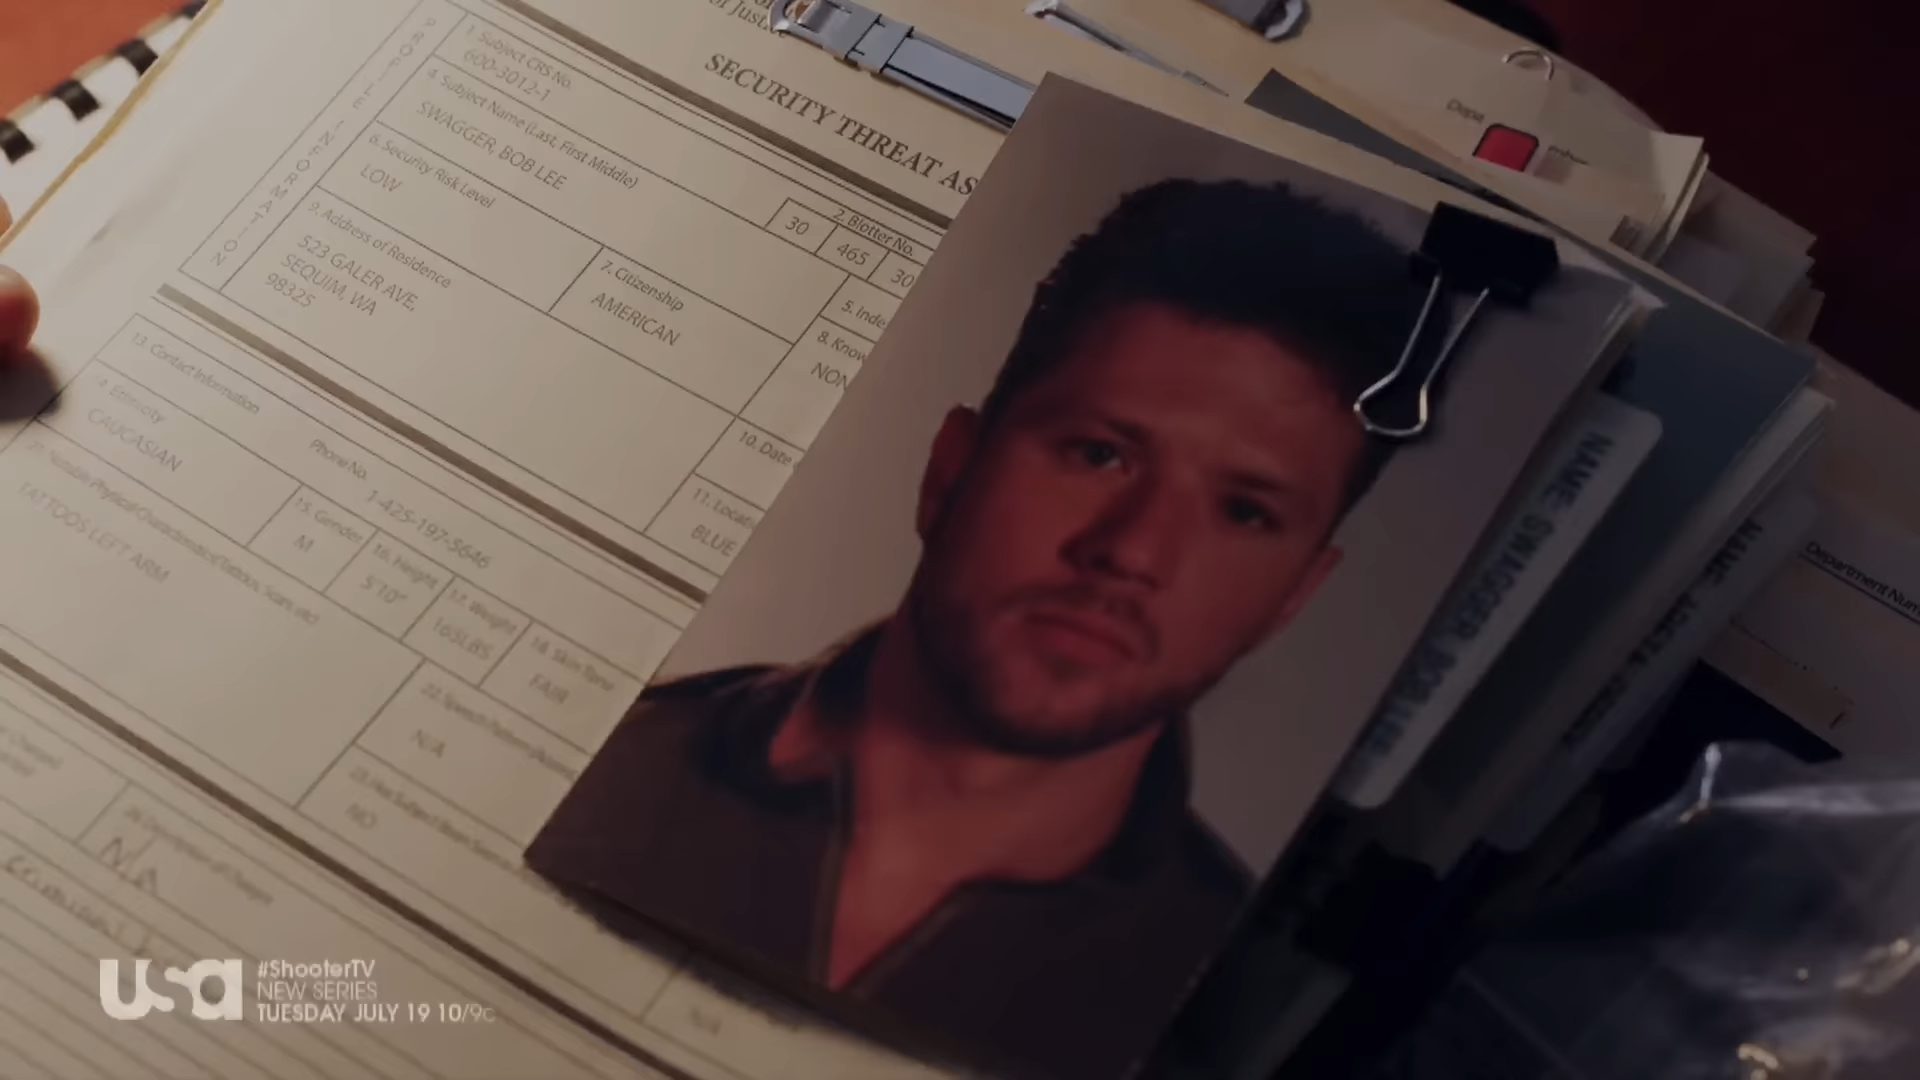 of Justice
SECURITY THREAT AS
PROFILE INFORMATION
1. Subject CRS No.
600-3012-1
2. Blotter No.
30
465
30
4. Subject Name (Last, First Middle)
SWAGGER, BOB LEE
5. Inde
6. Security Risk Level
LOW
7. Citizenship
AMERICAN
8. Know
NON
9. Address of Residence
523 GALER AVE,
SEQUIM, WA
98325
10. Date
11. Locati
BLUE
13. Contact Information
Phone No.
1-425-197-5646
14. Ethnicity
CAUCASIAN
15. Gender
M
16. Height
5'10"
17. Weight
165LBS
18. Skin Tone
FAIR
TATTOOS LEFT ARM
N/A
NO
N/A
N/A
NAME: SWAGGER, BOB LEE
NAME:
Department Num
Depa
usa
#ShooterTV
NEW SERIES
TUESDAY JULY 19 10/9c